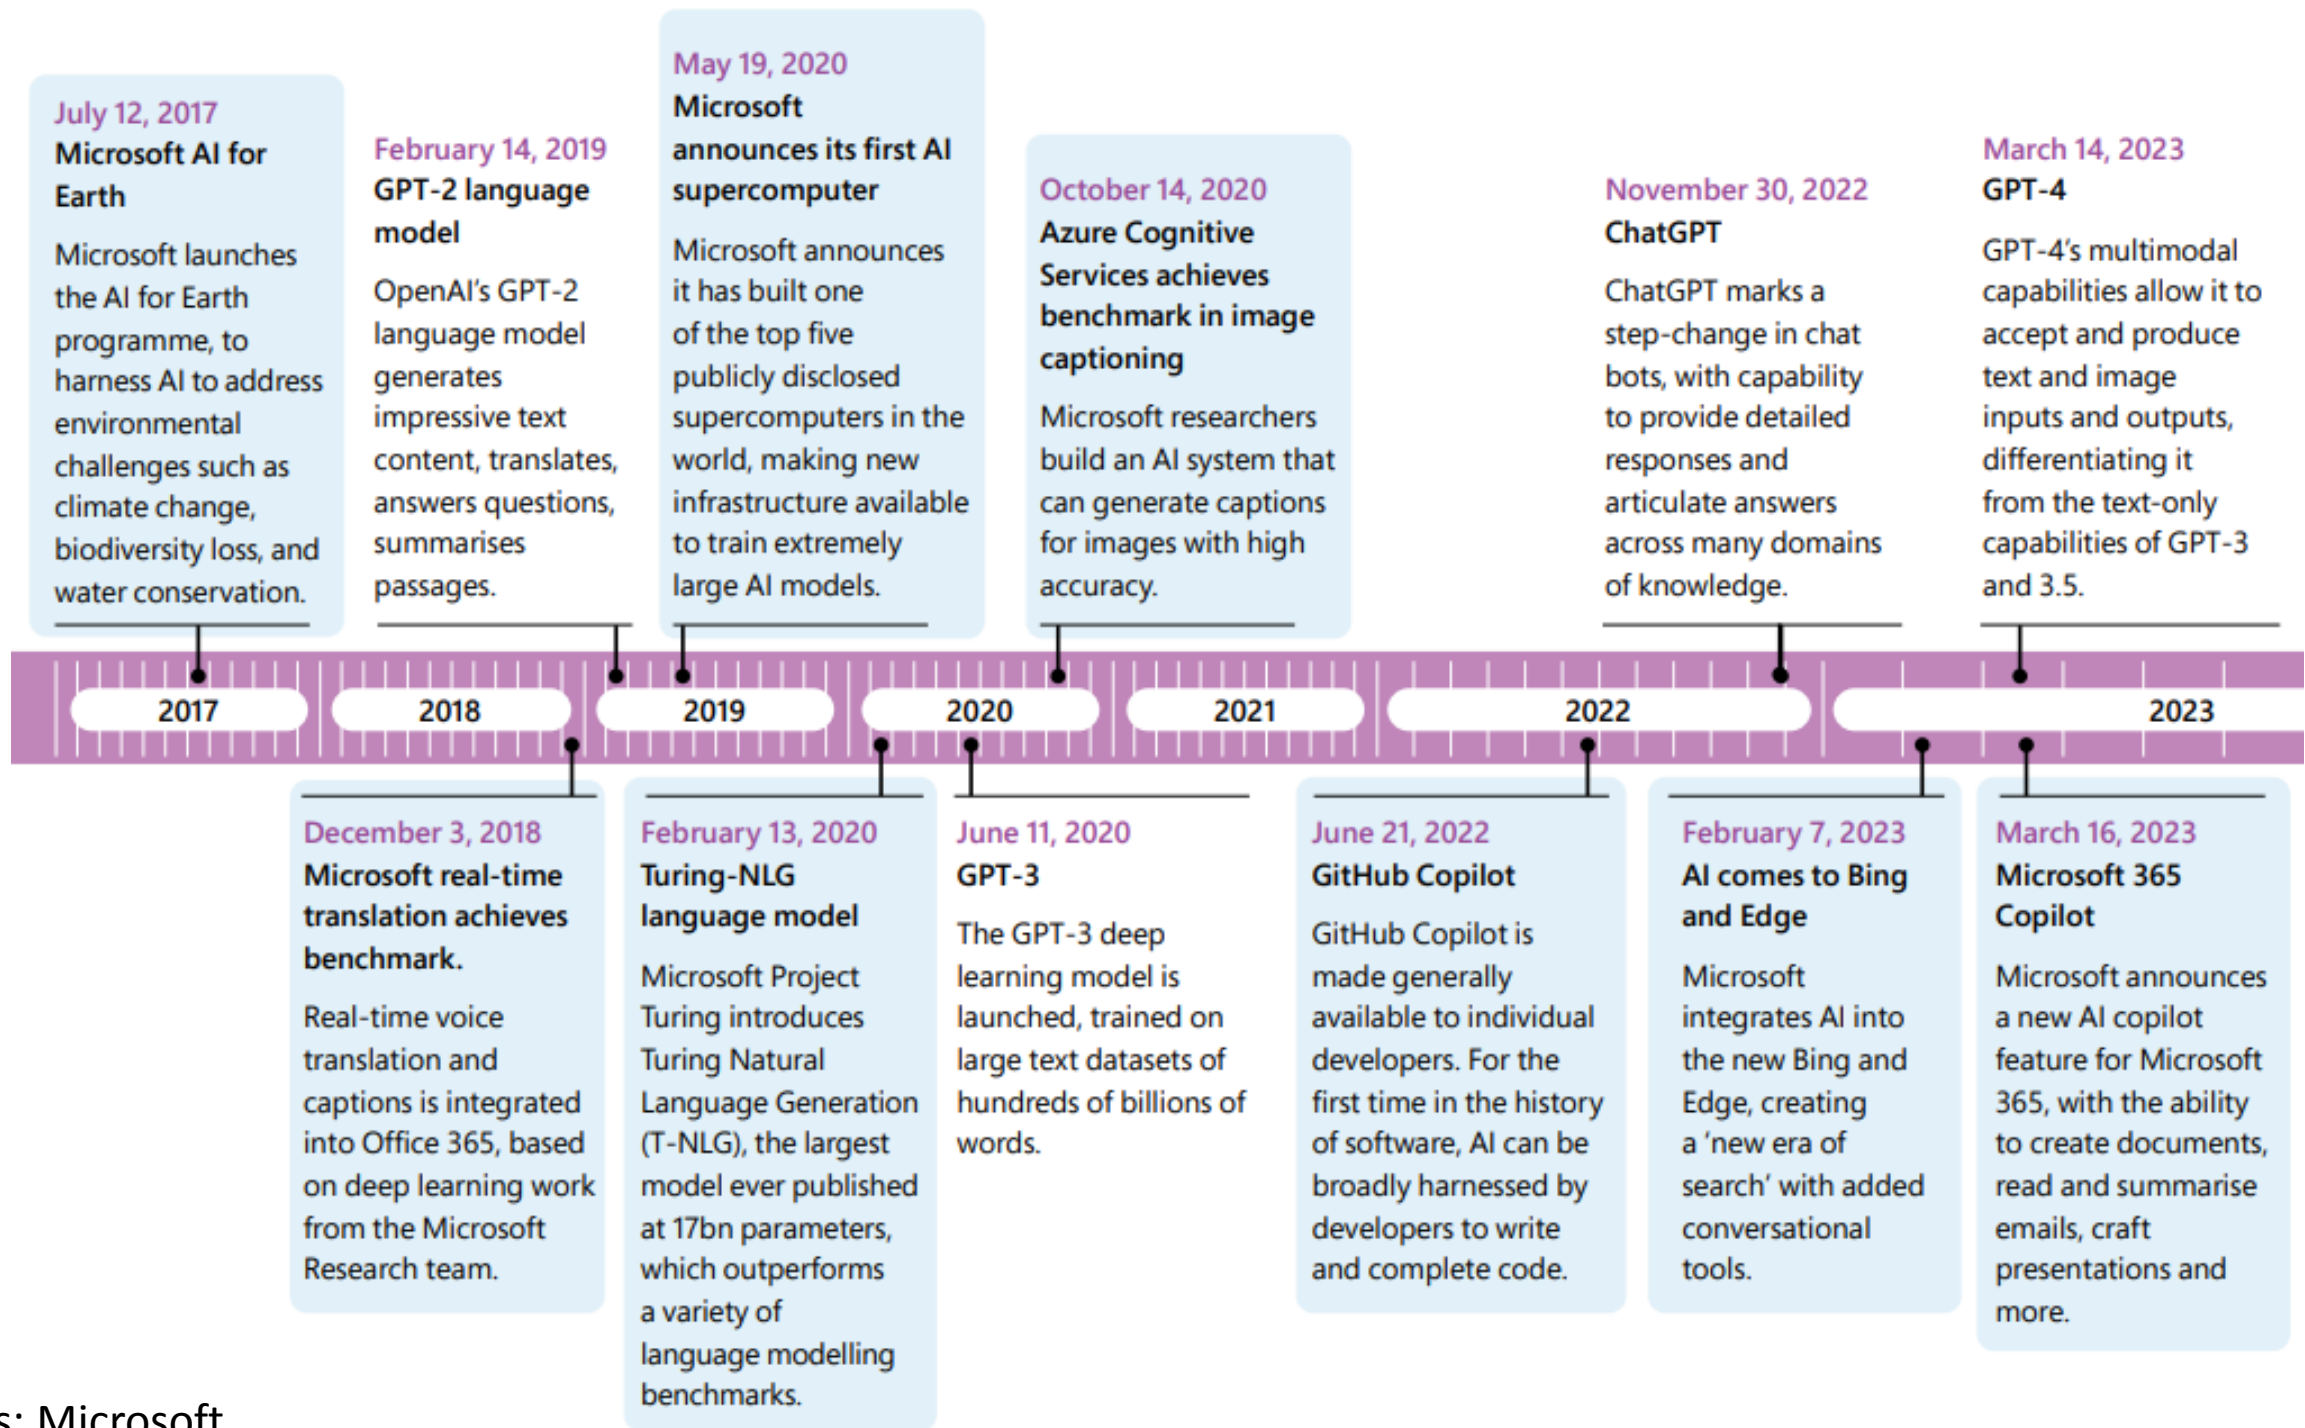 July 12, 2017
Microsoft AI for
Earth
Microsoft launches
the AI for Earth
programme, to
harness AI to address
environmental
challenges such as
climate change,
biodiversity loss, and
water conservation.
February 14, 2019
GPT-2 language
model
OpenAI's GPT-2
language model
generates
impressive text
content, translates,
answers questions,
summarises
passages.
May 19, 2020
Microsoft
announces its first AI
supercomputer
Microsoft announces
it has built one
of the top five
publicly disclosed
supercomputers in the
world, making new
infrastructure available
to train extremely
large AI models.
October 14, 2020
Azure Cognitive
Services achieves
benchmark in image
captioning
Microsoft researchers
build an AI system that
can generate captions
for images with high
accuracy.
November 30, 2022
ChatGPT
ChatGPT marks a
step-change in chat
bots, with capability
to provide detailed
responses and
articulate answers
across many domains
of knowledge.
March 14, 2023
GPT-4
GPT-4's multimodal
capabilities allow it to
accept and produce
text and image
inputs and outputs,
differentiating it
from the text-only
capabilities of GPT-3
and 3.5.
2017
2018
2019
2020
2021
2022
2023
December 3, 2018
Microsoft real-time
translation achieves
benchmark.
Real-time voice
translation and
captions is integrated
into Office 365, based
on deep learning work
from the Microsoft
Research team.
February 13, 2020
Turing-NLG
language model
Microsoft Project
Turing introduces
Turing Natural
Language Generation
(T-NLG), the largest
model ever published
at 17bn parameters,
which outperforms
a variety of
language modelling
benchmarks.
June 11, 2020
GPT-3
The GPT-3 deep
learning model is
launched, trained on
large text datasets of
hundreds of billions of
words.
June 21, 2022
GitHub Copilot
GitHub Copilot is
made generally
available to individual
developers. For the
first time in the history
of software, AI can be
broadly harnessed by
developers to write
and complete code.
February 7, 2023
AI comes to Bing
and Edge
Microsoft
integrates AI into
the new Bing and
Edge, creating
a 'new era of
search' with added
conversational
tools.
March 16, 2023
Microsoft 365
Copilot
Microsoft announces
a new AI copilot
feature for Microsoft
365, with the ability
to create documents,
read and summarise
emails, craft
presentations and
more.
s: Microsoft